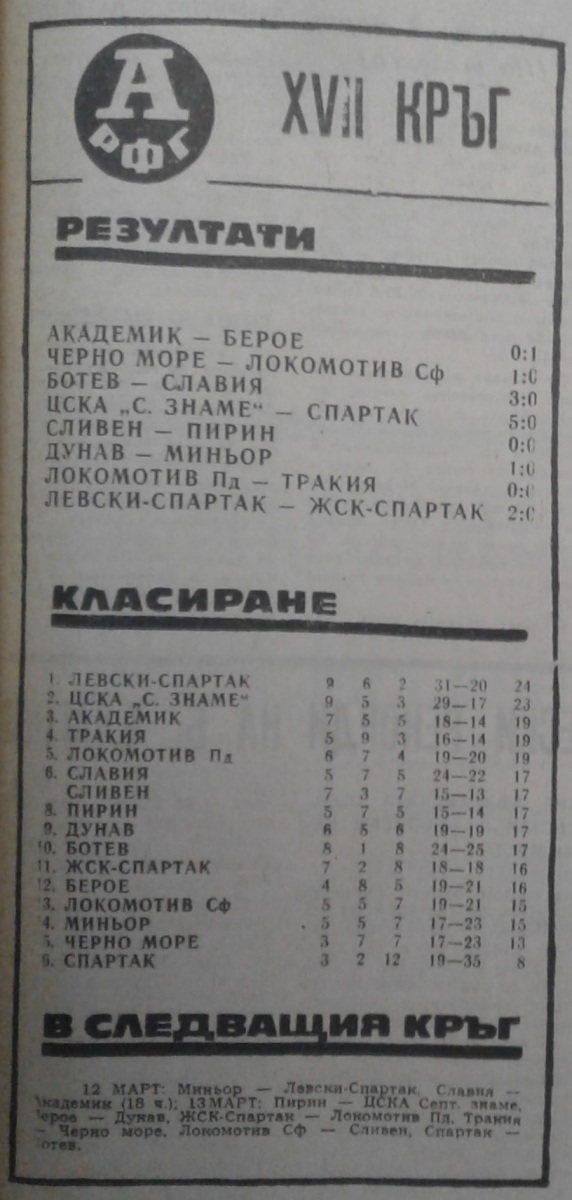 А
РФГ
XVII КРЪГ
РЕЗУЛТАТИ
АКАДЕМИК — БЕРОЕ 0:1
ЧЕРНО МОРЕ — ЛОКОМОТИВ Сф 1:0
БОТЕВ — СЛАВИЯ 3:0
ЦСКА „С. ЗНАМЕ“ — СПАРТАК 5:0
СЛИВЕН — ПИРИН 0:0
ДУНАВ — МИНЬОР 1:0
ЛОКОМОТИВ Пд — ТРАКИЯ 0:0
ЛЕВСКИ-СПАРТАК — ЖСК-СПАРТАК 2:0
КЛАСИРАНЕ
1. ЛЕВСКИ-СПАРТАК 9 6 2 31—20 24
2. ЦСКА „С. ЗНАМЕ“ 9 5 3 29—17 23
3. АКАДЕМИК 7 5 5 18—14 19
4. ТРАКИЯ 5 9 3 16—14 19
5. ЛОКОМОТИВ Пд 6 7 4 19—20 19
6. СЛАВИЯ 5 7 5 24—22 17
СЛИВЕН 7 3 7 15—13 17
8. ПИРИН 5 7 5 15—14 17
9. ДУНАВ 6 5 6 19—19 17
10. БОТЕВ 8 1 8 24—25 17
11. ЖСК-СПАРТАК 7 2 8 18—18 16
12. БЕРОЕ 4 8 5 19—21 16
3. ЛОКОМОТИВ Сф 5 5 7 19—21 15
4. МИНЬОР 5 5 7 17—23 15
5. ЧЕРНО МОРЕ 3 7 7 17—23 13
6. СПАРТАК 3 2 12 19—35 8
В СЛЕДВАЩИЯ КРЪГ
12 МАРТ: Миньор — Левски-Спартак, Славия —
Академик (18 ч.); 13 МАРТ: Пирин — ЦСКА Септ. знаме,
Берое — Дунав, ЖСК-Спартак — Локомотив Пд, Тракия
— Черно море, Локомотив Сф — Сливен, Спартак —
Ботев.